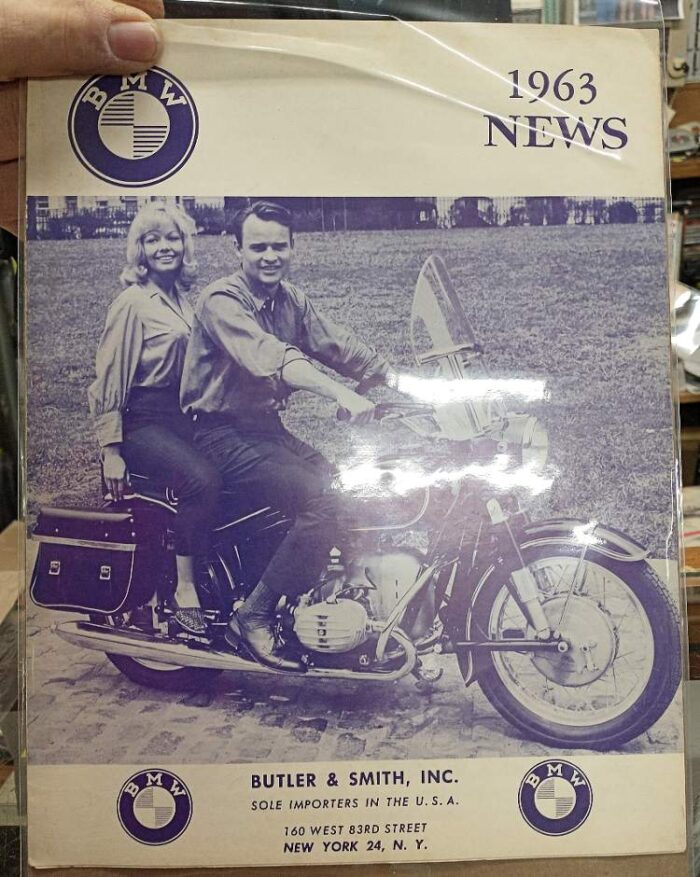 BMW
1963
NEWS
BMW
BUTLER & SMITH, INC.
SOLE IMPORTERS IN THE U.S.A.
160 WEST 83RD STREET
NEW YORK 24, N. Y.
BMW